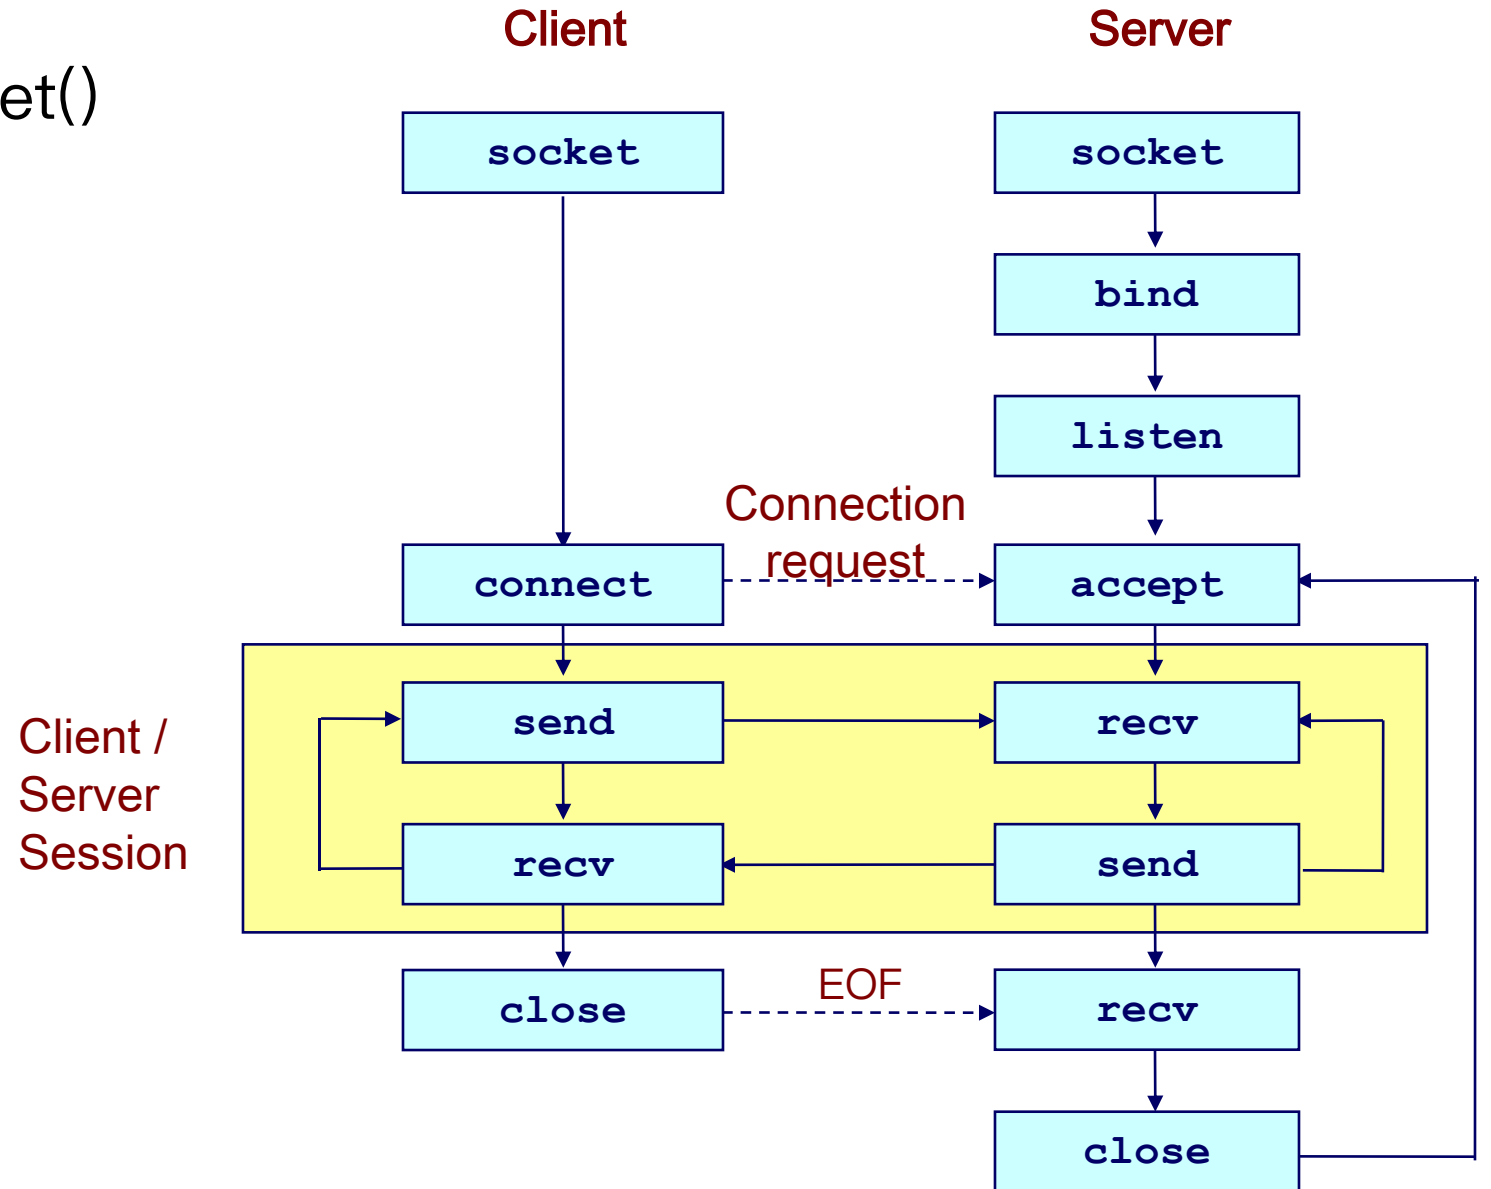 Client
Server
et()
socket
socket
bind
listen
Connection
request
connect
accept
Client /
Server
Session
send
recv
recv
send
close
EOF
recv
close